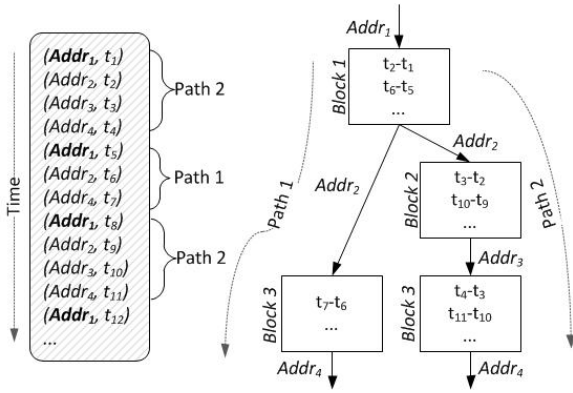 Time
(Addr1, t1)
(Addr2, t2)
(Addr3, t3)
(Addr4, t4)
(Addr1, t5)
(Addr2, t6)
(Addr4, t7)
(Addr1, t8)
(Addr2, t9)
(Addr3, t10)
(Addr4, t11)
(Addr1, t12)
...
Path 2
Path 1
Path 2
Addr1
Block 1
t2-t1
t6-t5
...
Addr2
Addr2
Path 1
Path 2
Block 2
t3-t2
t10-t9
...
Addr3
Block 3
t7-t6
...
Addr4
Block 3
t4-t3
t11-t10
...
Addr4